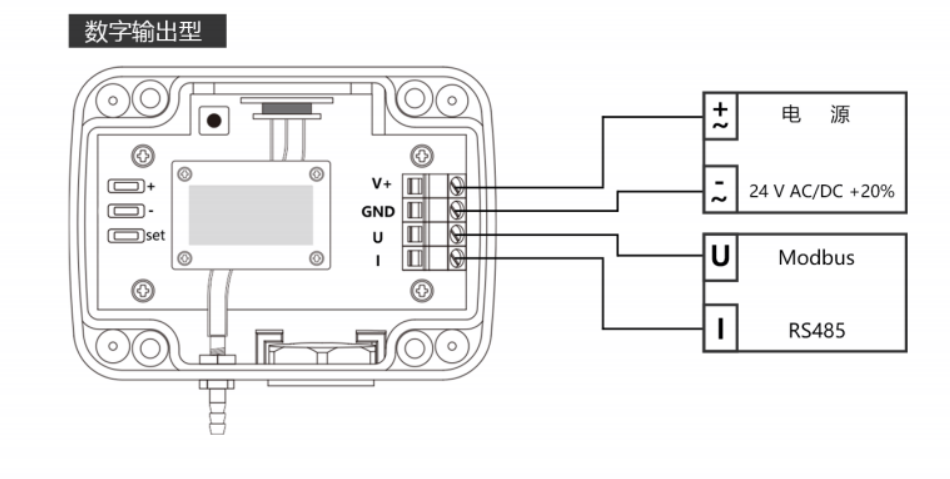 数字输出型
+
-
set
V+
GND
U
I
+
~
电 源
-
~
24 V AC/DC +20%
U
Modbus
I
RS485